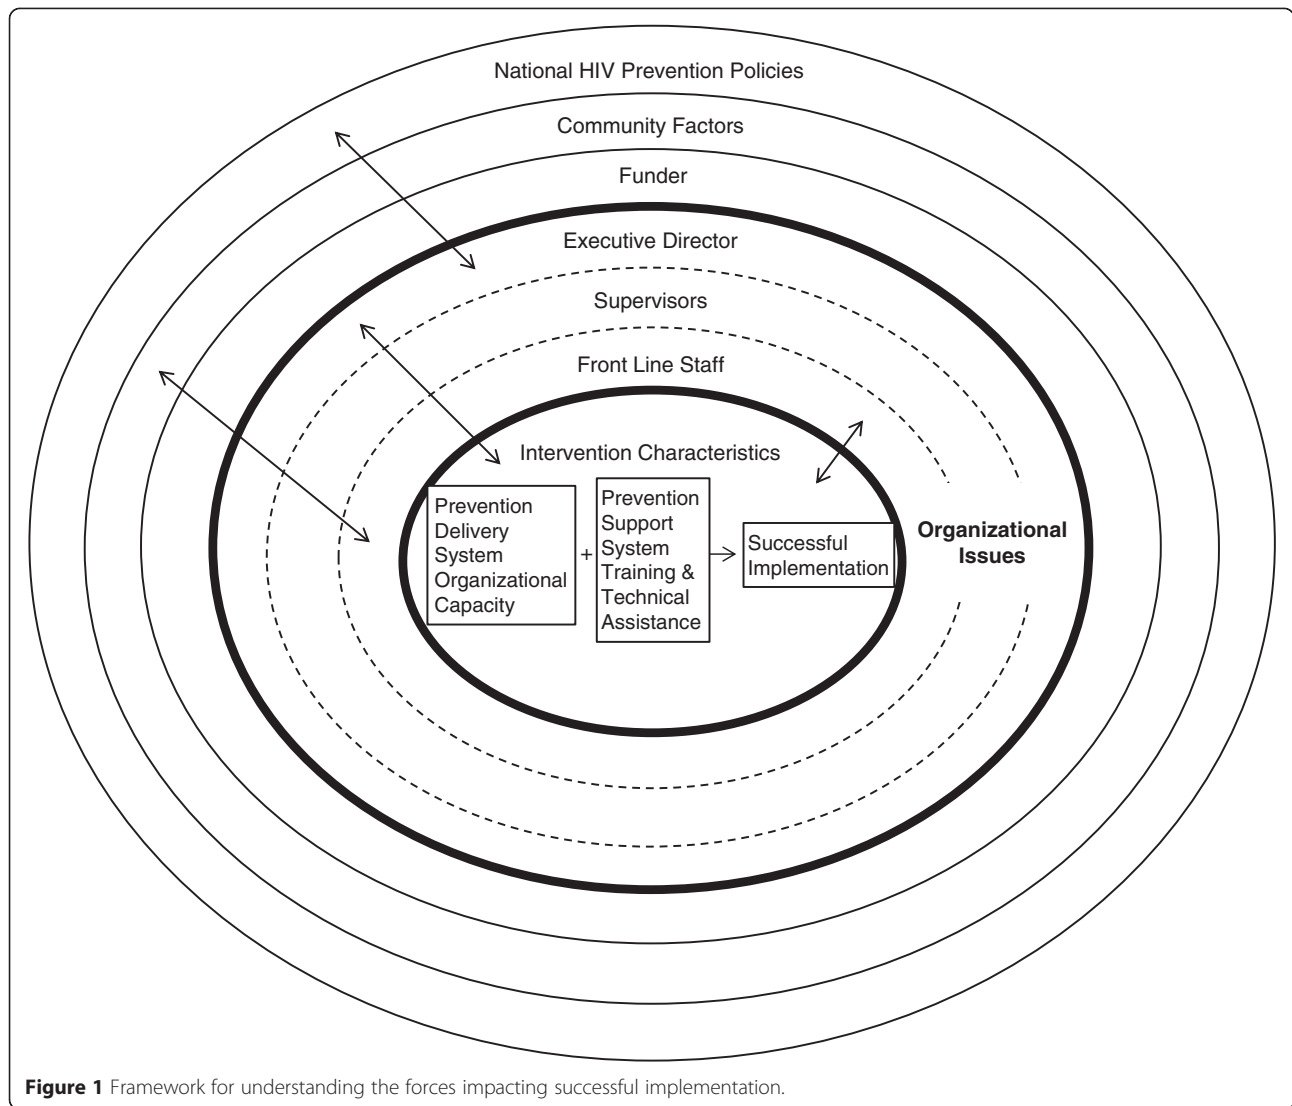 National HIV Prevention Policies
Community Factors
Funder
Executive Director
Supervisors
Front Line Staff
Intervention Characteristics
Prevention
Delivery
System
Organizational
Capacity
+
Prevention
Support
System
Training &
Technical
Assistance
Successful
Implementation
Organizational
Issues
Figure 1 Framework for understanding the forces impacting successful implementation.